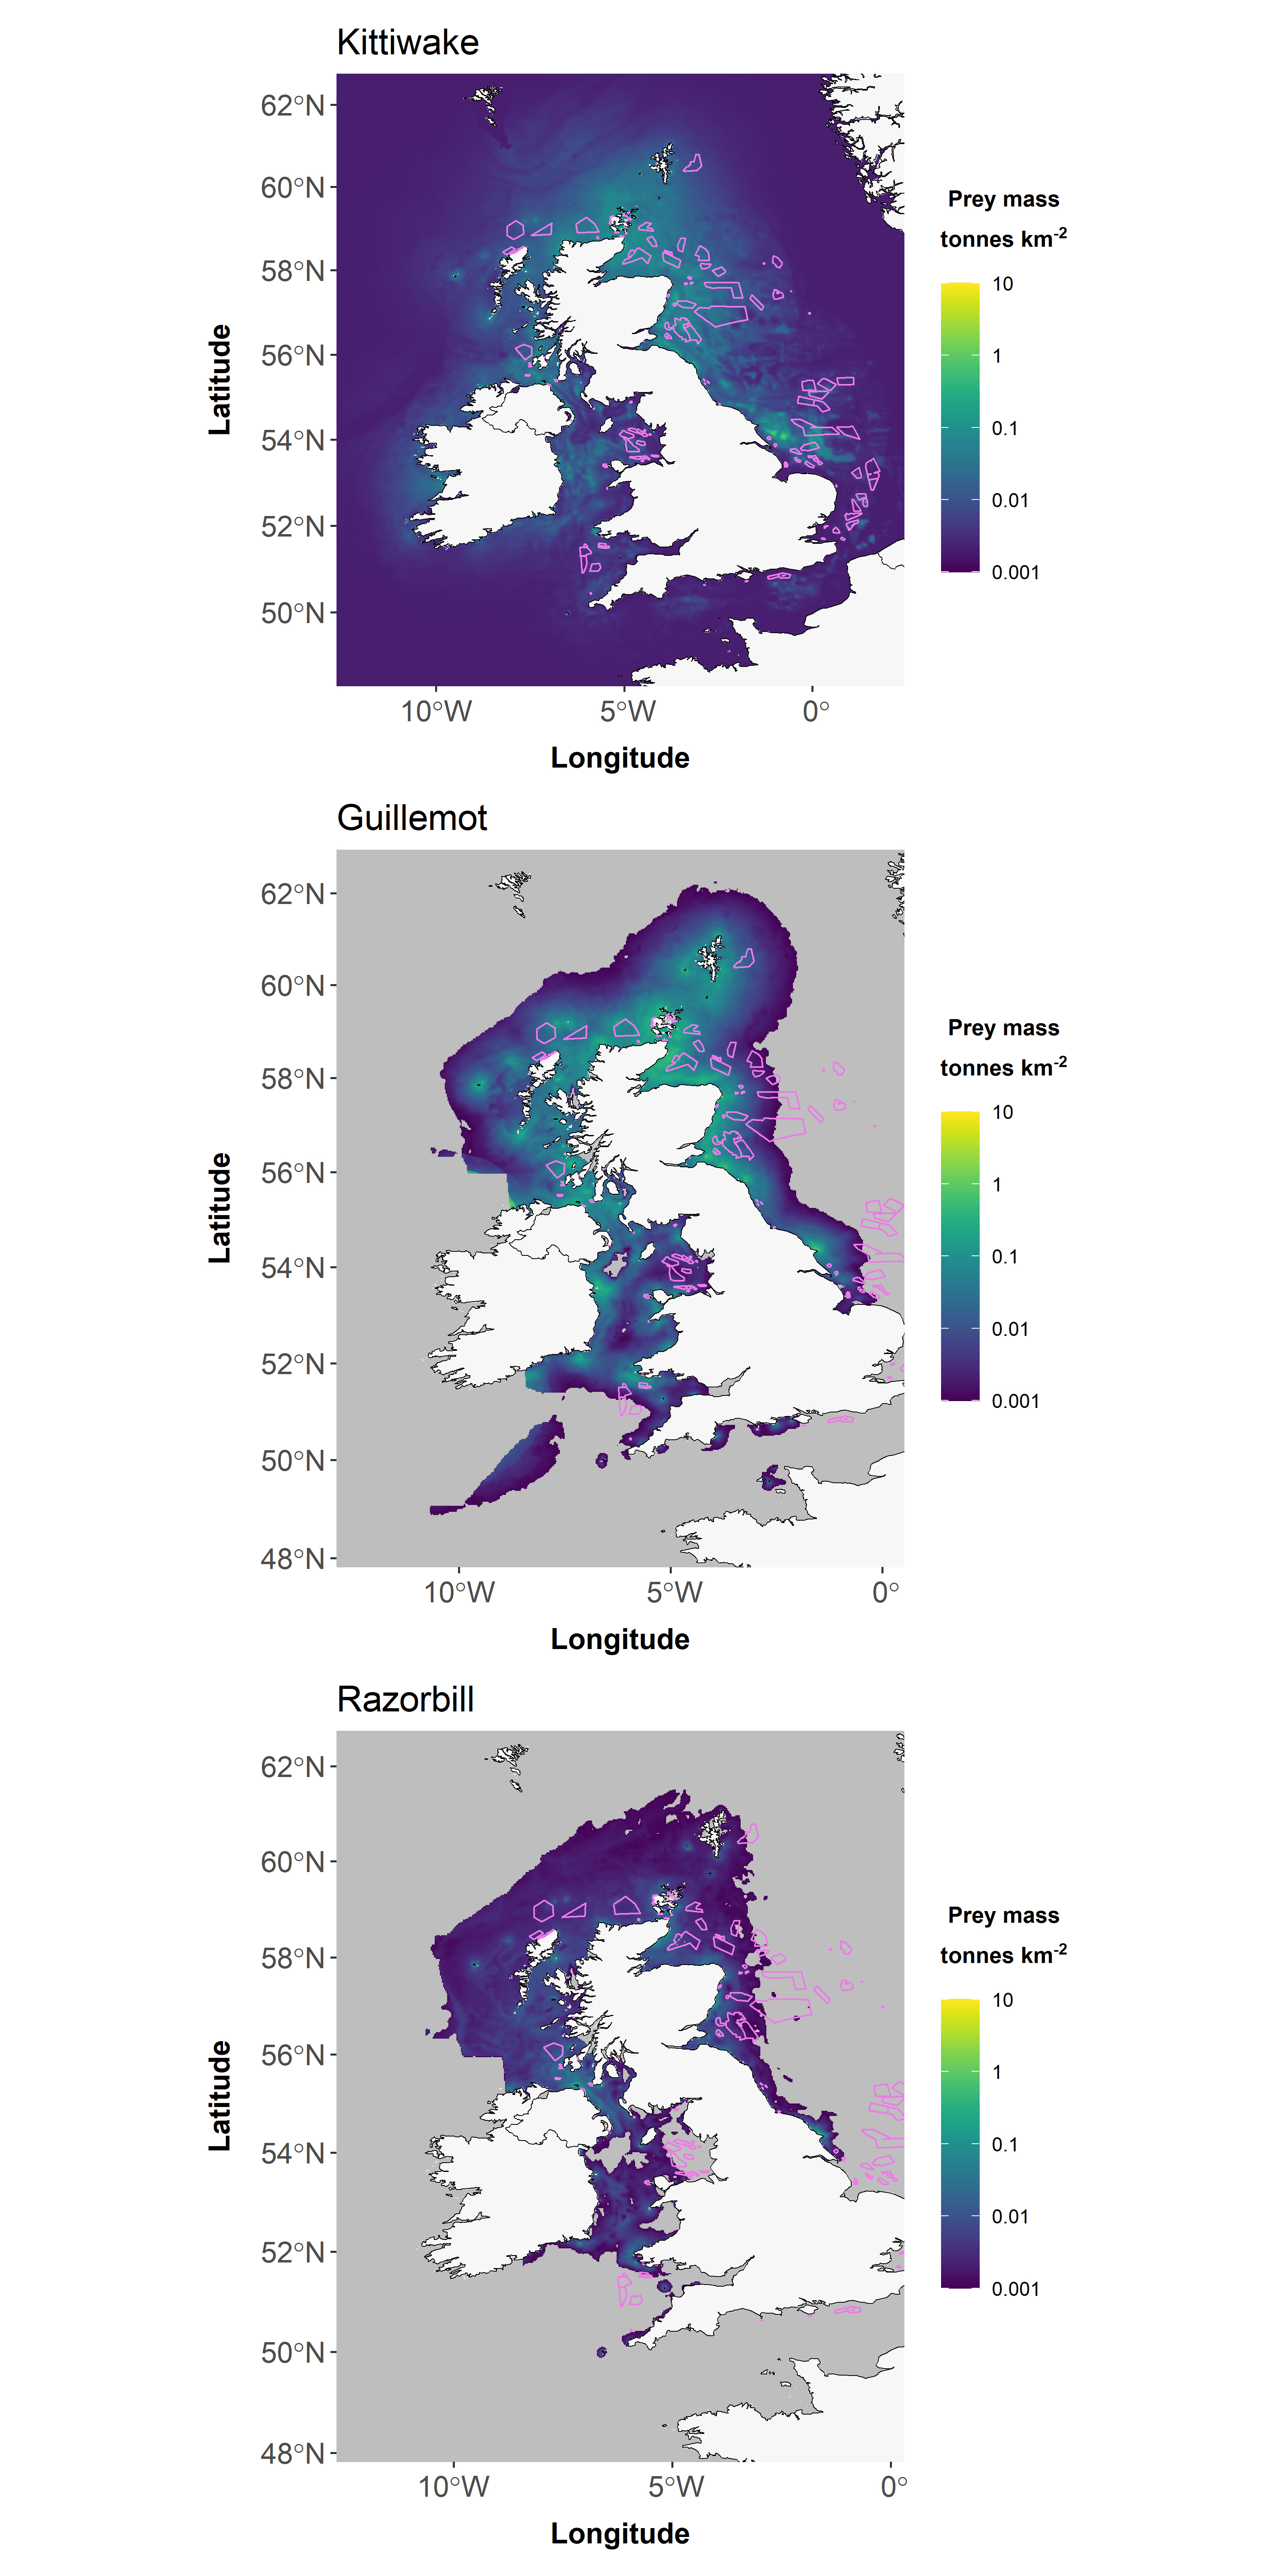 Kittiwake
62°N
60°N
58°N
56°N
54°N
52°N
50°N
Latitude
10°W
5°W
0°
Longitude
Prey mass
tonnes km-2
10
1
0.1
0.01
0.001
Guillemot
62°N
60°N
58°N
56°N
54°N
52°N
50°N
48°N
Latitude
10°W
5°W
0°
Longitude
Prey mass
tonnes km-2
10
1
0.1
0.01
0.001
Razorbill
62°N
60°N
58°N
56°N
54°N
52°N
50°N
48°N
Latitude
10°W
5°W
0°
Longitude
Prey mass
tonnes km-2
10
1
0.1
0.01
0.001